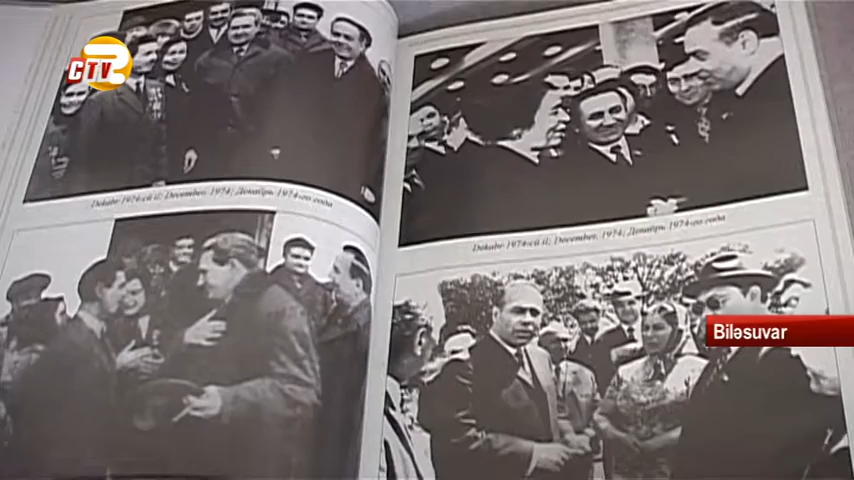 CTV
Dekabr 1974-cü il; December, 1974; Декабрь 1974-го года
Dekabr 1974-cü il; December, 1974; Декабрь 1974-го года
Biləsuvar